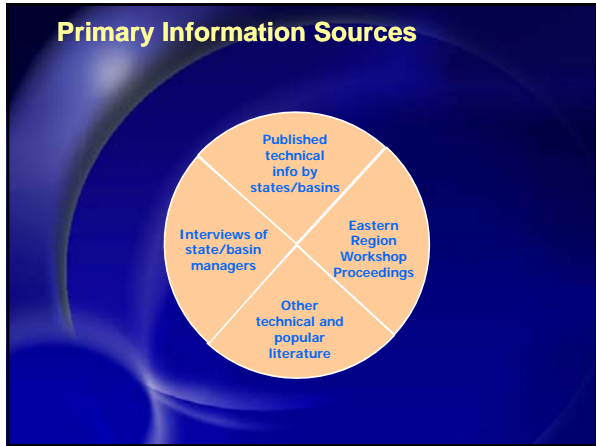 Primary Information Sources
Published
technical
info by
states/basins
Interviews of
state/basin
managers
Eastern
Region
Workshop
Proceedings
Other
technical and
popular
literature